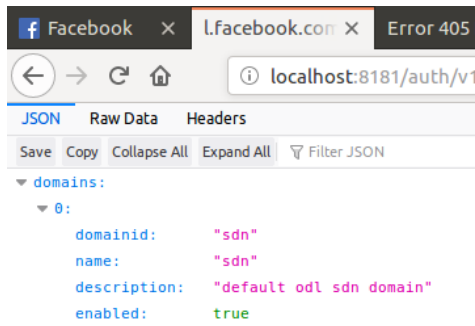 Facebook × l.facebook.com × Error 405
localhost:8181/auth/v1
JSON Raw Data Headers
Save Copy Collapse All Expand All Filter JSON
domains:
0:
domainid: "sdn"
name: "sdn"
description: "default odl sdn domain"
enabled: true